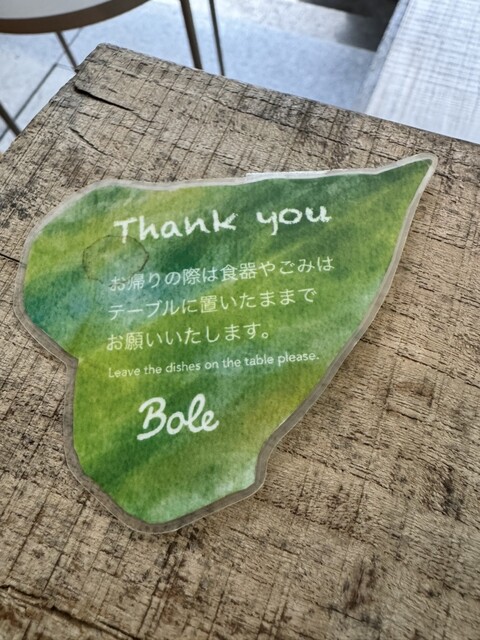 Thank you
お帰りの際は食器やごみは
テーブルに置いたままで
お願いいたします。
Leave the dishes on the table please.
Bole